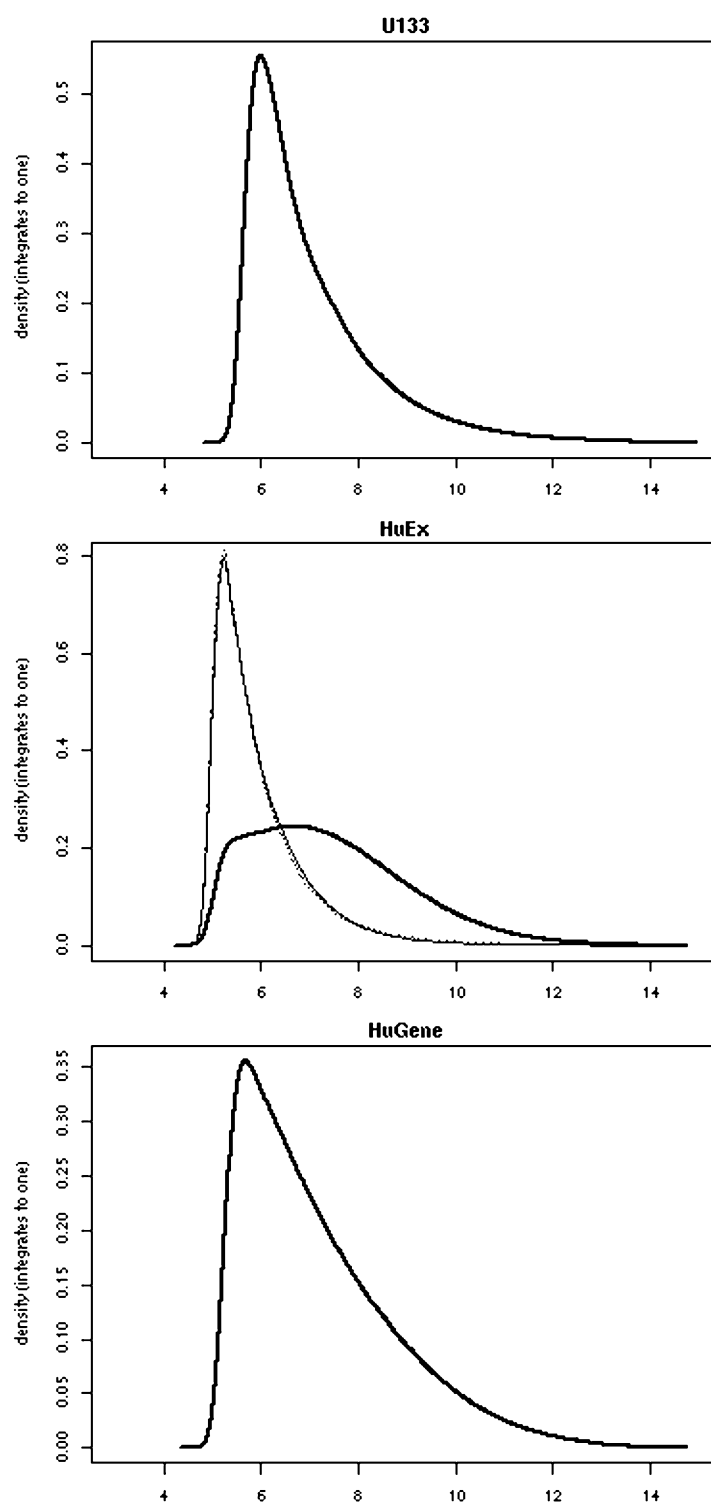 U133
density (integrates to one)
0.5
0.4
0.3
0.2
0.1
0.0
4 6 8 10 12 14
HuEx
density (integrates to one)
0.8
0.6
0.4
0.2
0.0
4 6 8 10 12 14
HuGene
density (integrates to one)
0.35
0.30
0.25
0.20
0.15
0.10
0.05
0.00
4 6 8 10 12 14